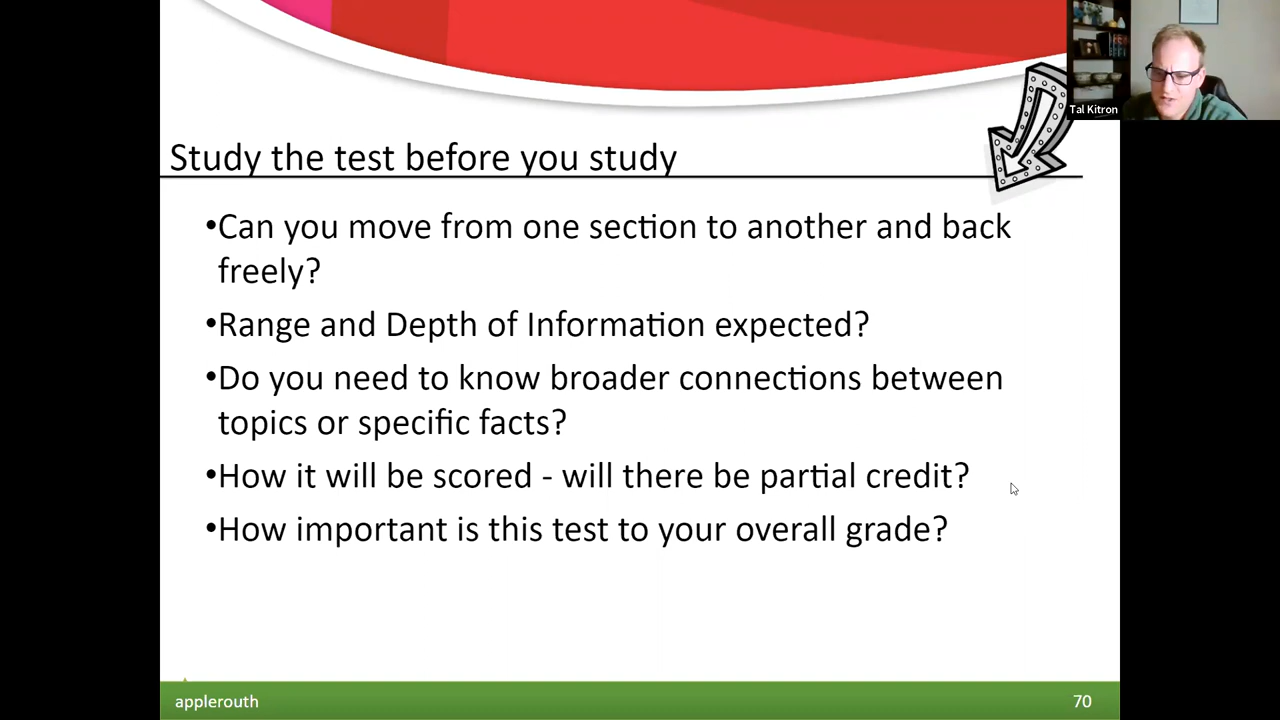 Tal Kitron
Study the test before you study
•Can you move from one section to another and back
freely?
•Range and Depth of Information expected?
•Do you need to know broader connections between
topics or specific facts?
•How it will be scored - will there be partial credit?
•How important is this test to your overall grade?
applerouth
70